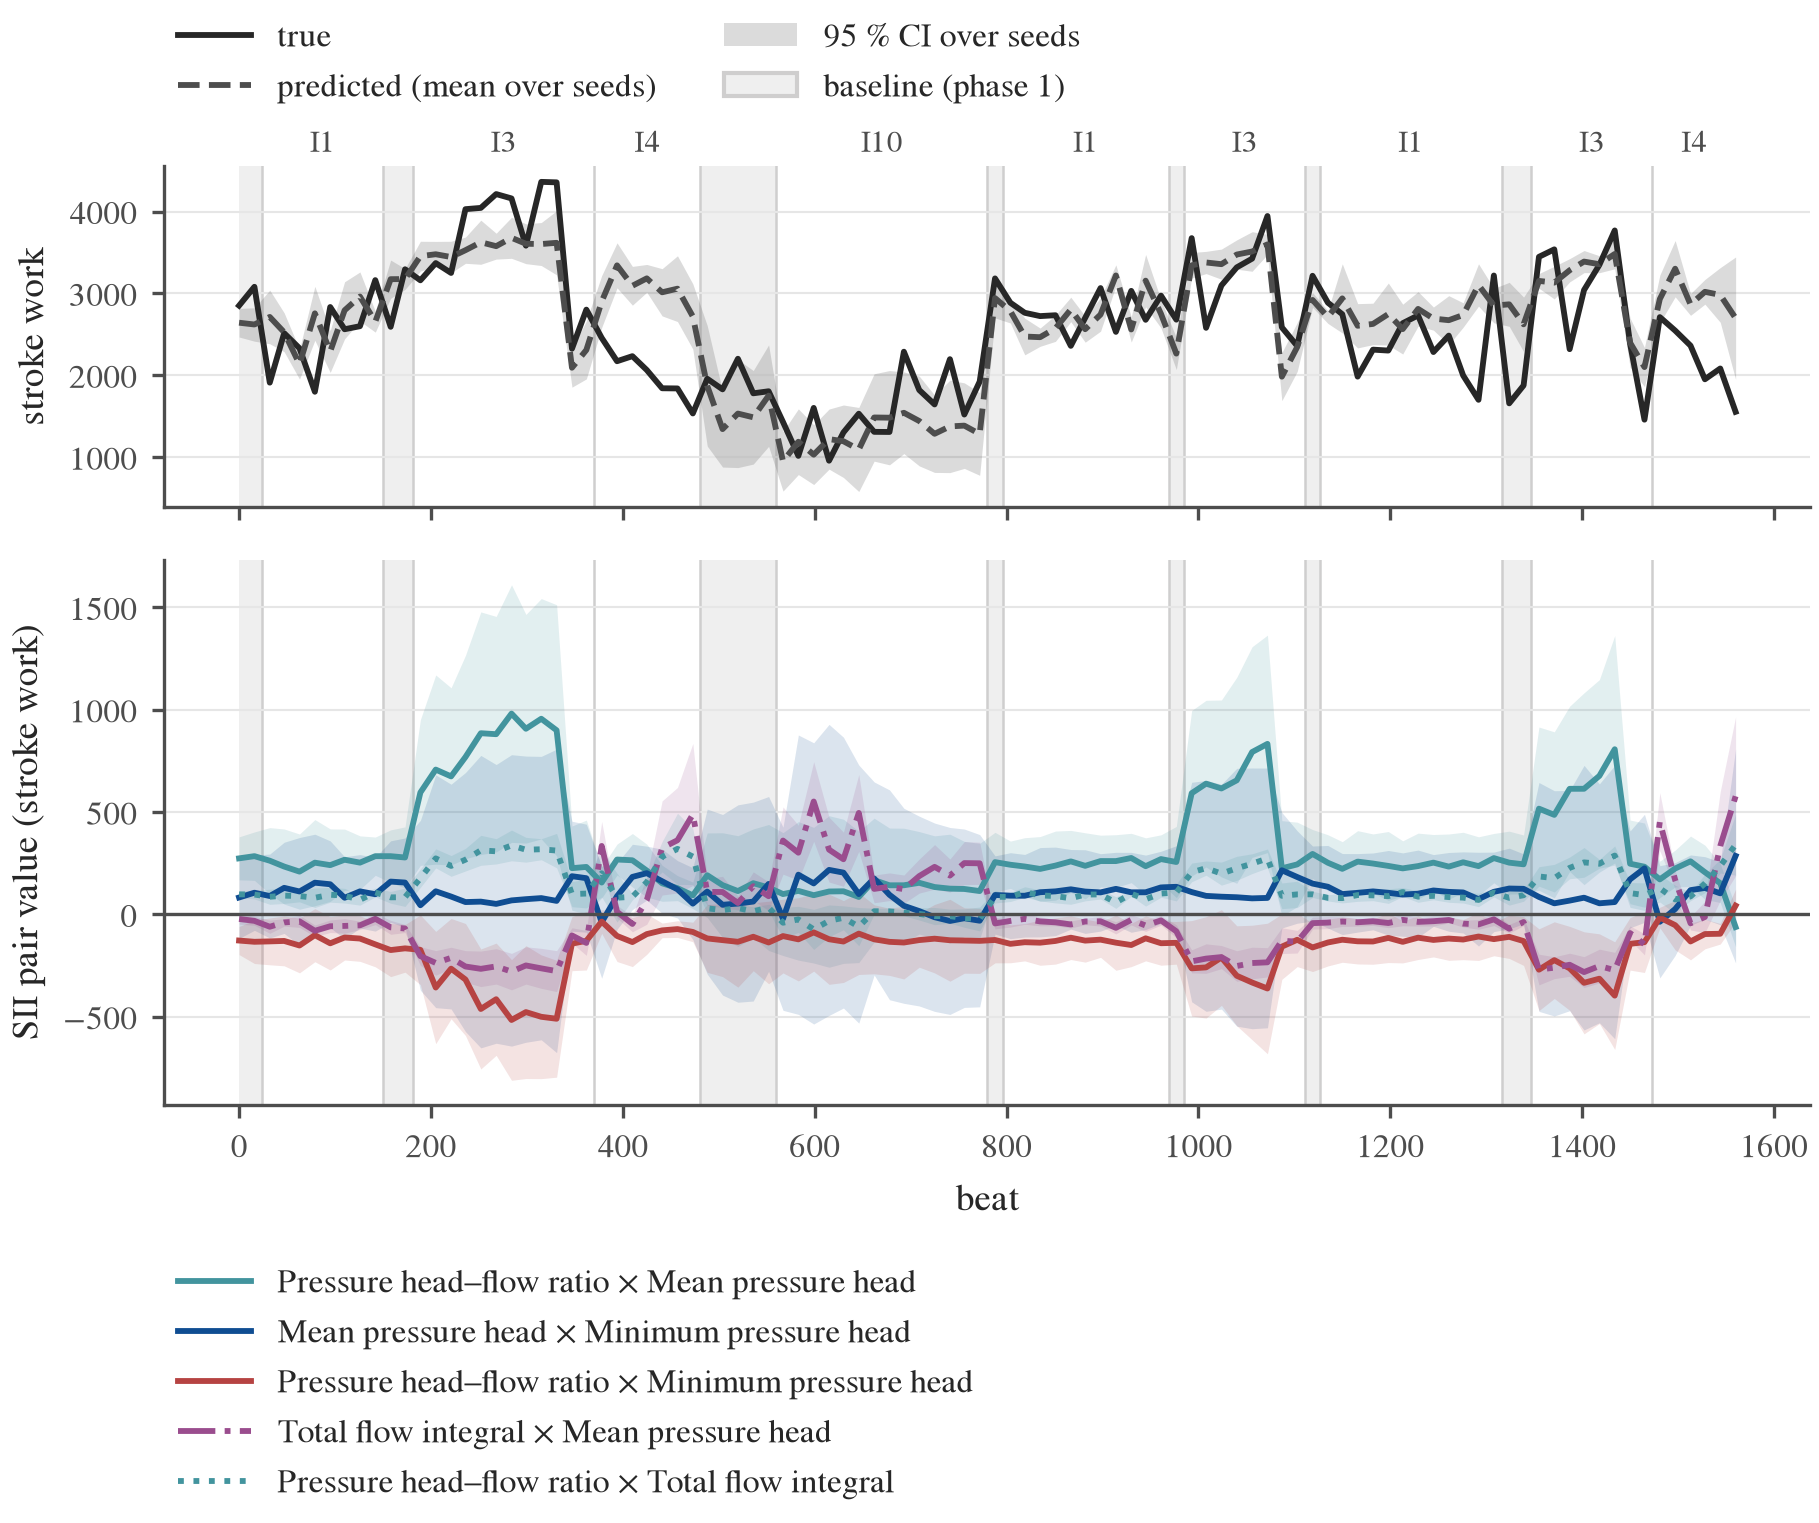 true
predicted (mean over seeds)
95 % CI over seeds
baseline (phase 1)
I1 I3 I4 I10 I1 I3 I1 I3 I4
4000
3000
2000
1000
stroke work
1500
1000
500
0
−500
SII pair value (stroke work)
0 200 400 600 800 1000 1200 1400 1600
beat
Pressure head–flow ratio × Mean pressure head
Mean pressure head × Minimum pressure head
Pressure head–flow ratio × Minimum pressure head
Total flow integral × Mean pressure head
Pressure head–flow ratio × Total flow integral